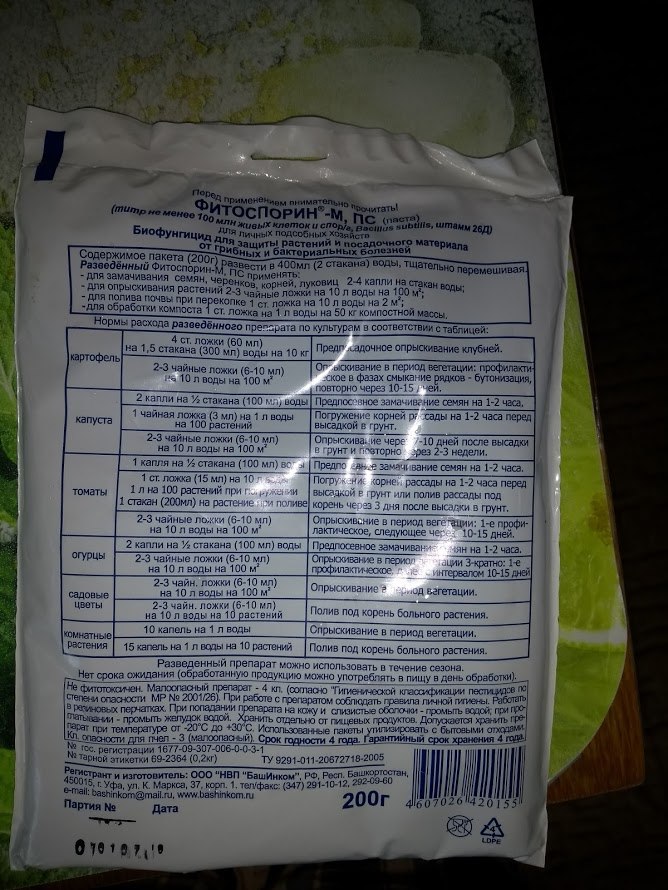 Перед применением внимательно прочитать!
ФИТОСПОРИН®-М, ПС (паста)
(титр не менее 100 млн живых клеток и спор/г, Bacillus subtilis, штамм 26Д)
для личных подсобных хозяйств
Биофунгицид для защиты растений и посадочного материала
от грибных и бактериальных болезней
Содержимое пакета (200г) развести в 400мл (2 стакана) воды, тщательно перемешивая.
Разведённый Фитоспорин-М, ПС применять:
- для замачивания семян, черенков, корней, луковиц 2-4 капли на стакан воды;
- для опрыскивания растений 2-3 чайные ложки на 10 л воды на 100 м²;
- для полива почвы при перекопке 1 ст. ложка на 10 л воды на 2 м²;
-для обработки компоста 1 ст. ложка на 1 л воды на 50 кг компостной массы.
Нормы расхода разведённого препарата по культурам в соответствии с таблицей:
картофель
4 ст. ложки (60 мл)
на 1,5 стакана (300 мл) воды на 10 кг
Предпосадочное опрыскивание клубней.
2-3 чайные ложки (6-10 мл)
на 10 л воды на 100 м²
Опрыскивание в период вегетации: профилакти-
ческое в фазах смыкание рядков - бутонизация,
повторно через 10-15 дней.
капуста
2 капли на ½ стакана (100 мл) воды
Предпосевное замачивание семян на 1-2 часа.
1 чайная ложка (3 мл) на 1 л воды
на 100 растений
Погружение корней рассады на 1-2 часа перед
высадкой в грунт.
2-3 чайные ложки (6-10 мл)
на 10 л воды на 100 м²
Опрыскивание через 7-10 дней после высадки
в грунт и повторно через 2-3 недели.
томаты
1 капля на ½ стакана (100 мл) воды
Предпосевное замачивание семян на 1-2 часа.
1 ст. ложка (15 мл) на 10 л воды
1 л на 100 растений при погружении
1 стакан (200мл) на растение при поливе
Погружение корней рассады на 1-2 часа перед
высадкой в грунт или полив рассады под
корень через 3 дня после высадки в грунт.
2-3 чайные ложки (6-10 мл)
на 10 л воды на 100 м²
Опрыскивание в период вегетации: 1-е профи-
лактическое, следующее через 10-15 дней.
огурцы
2 капли на ½ стакана (100 мл) воды
Предпосевное замачивание семян на 1-2 часа.
2-3 чайные ложки (6-10 мл)
на 10 л воды на 100 м²
Опрыскивание в период вегетации 3-кратно: 1-е
профилактическое, с интервалом 10-15 дней
садовые
цветы
2-3 чайн. ложки (6-10 мл)
на 10 л воды на 100 м²
Опрыскивание в период вегетации.
2-3 чайн. ложки (6-10 мл)
на 10 л воды на 10 растений
Полив под корень больного растения.
комнатные
растения
10 капель на 1 л воды
Опрыскивание в период вегетации.
15 капель на 1 л воды на 10 растений
Полив под корень больного растения.
Разведенный препарат можно использовать в течение сезона.
Нет срока ожидания (обработанную продукцию можно употреблять в пищу в день обработки).
Не фитотоксичен. Малоопасный препарат - 4 кл. (согласно "Гигиенической классификации пестицидов по
степени опасности МР № 2001/26). При работе с препаратом соблюдать правила личной гигиены. Работать
в резиновых перчатках. При попадании препарата на кожу и слизистые оболочки - промыть водой; при про-
глатывании - промыть желудок водой. Хранить отдельно от пищевых продуктов. Допускается хранить пре-
парат при температуре от -20°С до +30°С. Использованные пакеты утилизировать с бытовыми отходами.
Кл. опасности для пчел - 3 (малоопасный). Срок годности 4 года. Гарантийный срок хранения 4 года.
№ гос. регистрации 1677-09-307-006-0-0-3-1
№ тарной этикетки 69-2364 (0,2кг)
ТУ 9291-011-20672718-2005
Регистрант и изготовитель: ООО "НВП "БашИнком", РФ, Респ. Башкортостан,
450015, г. Уфа, ул. К. Маркса, 37, корп. 1. тел/факс: (347) 291-10-12, 292-09-60
e-mail: bashinkom@mail.ru, www.bashinkom.ru
Партия № Дата
200г
4 607026 420155
4
LDPE